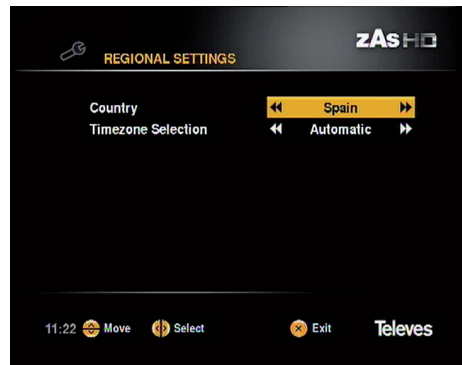 zAs HD
REGIONAL SETTINGS
Country Spain
Timezone Selection Automatic
11:22 Move Select Exit Televes